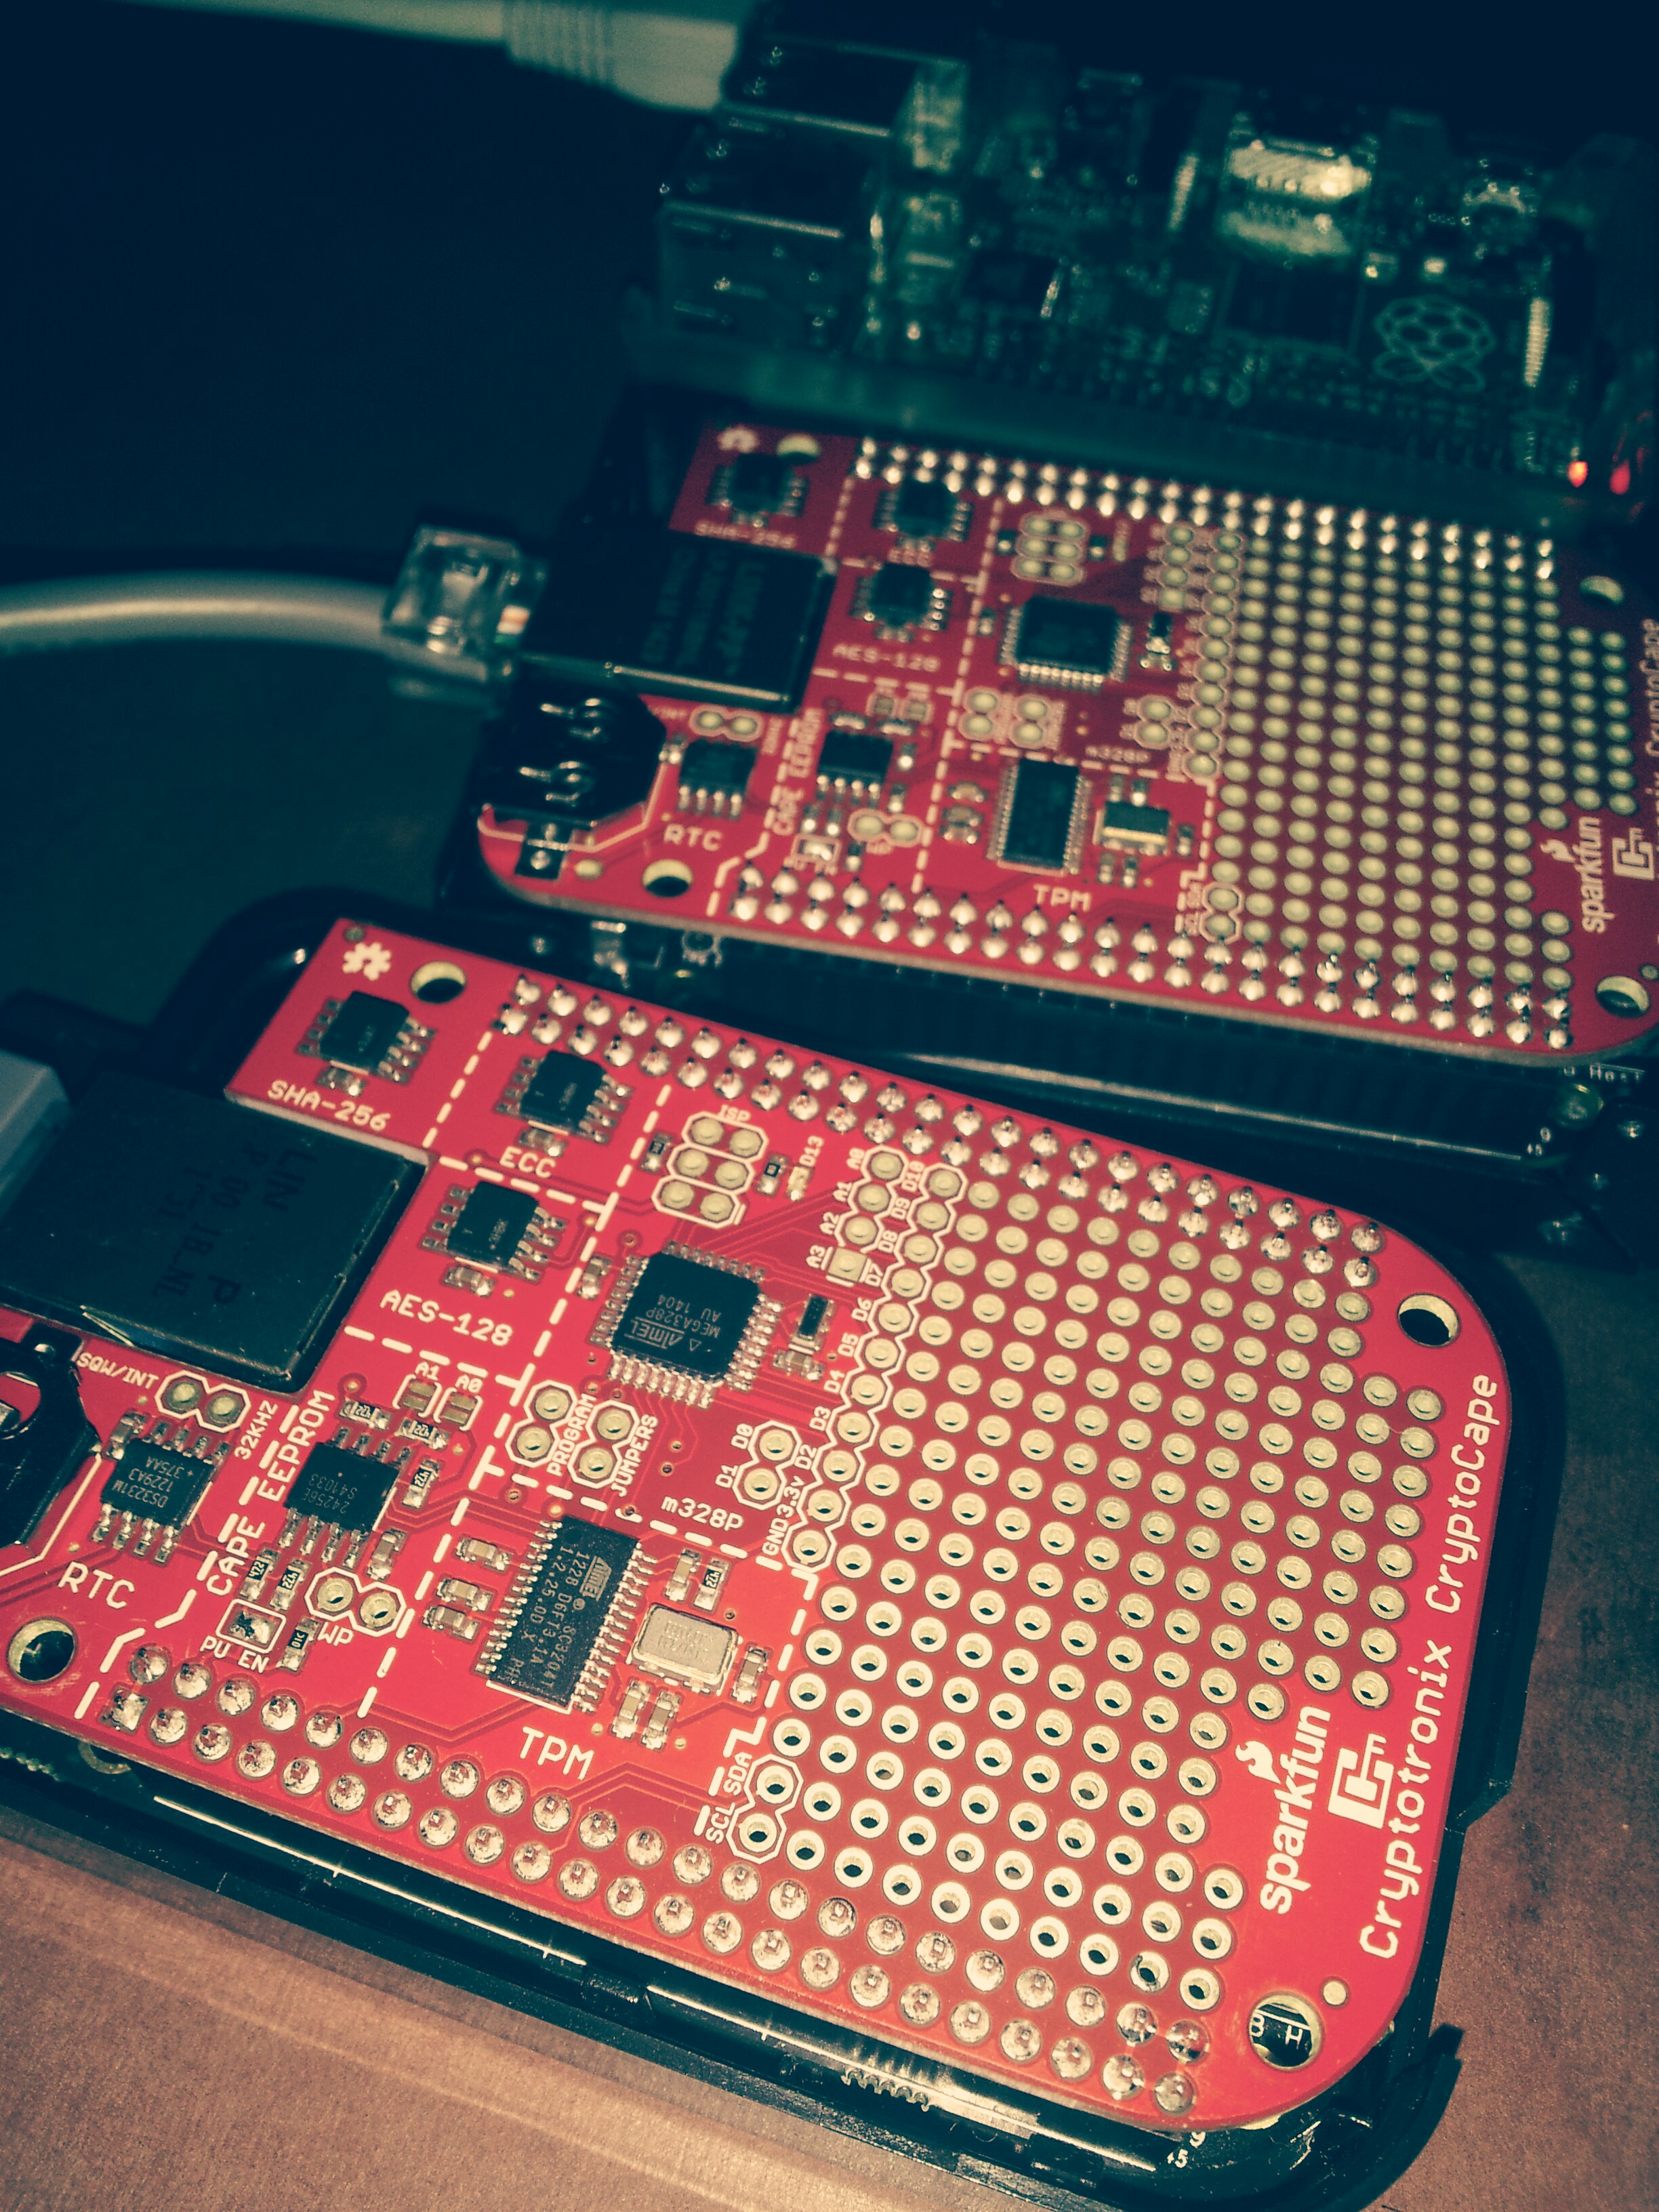 SHA-256
AES-128
RTC
CAPE EEPROM
m328P
TPM
sparkfun
SHA-256
ECC
ISP
D13
A0
A1
A2
A3
D10
D9
D8
D7
D6
D5
D4
D3
D2
3.3v
GND
AES-128
ATMEL
MEGA328P
AU 1404
SQW/INT
32KHZ
A1
A0
PROGRAM
JUMPERS
D0
D1
m328P
DS3231M
1229A3
+375AA
RTC
CAPE EEPROM
PU EN
WP
ATMEL
TPM
SCL SDA
sparkfun
Cryptotronix CryptoCape